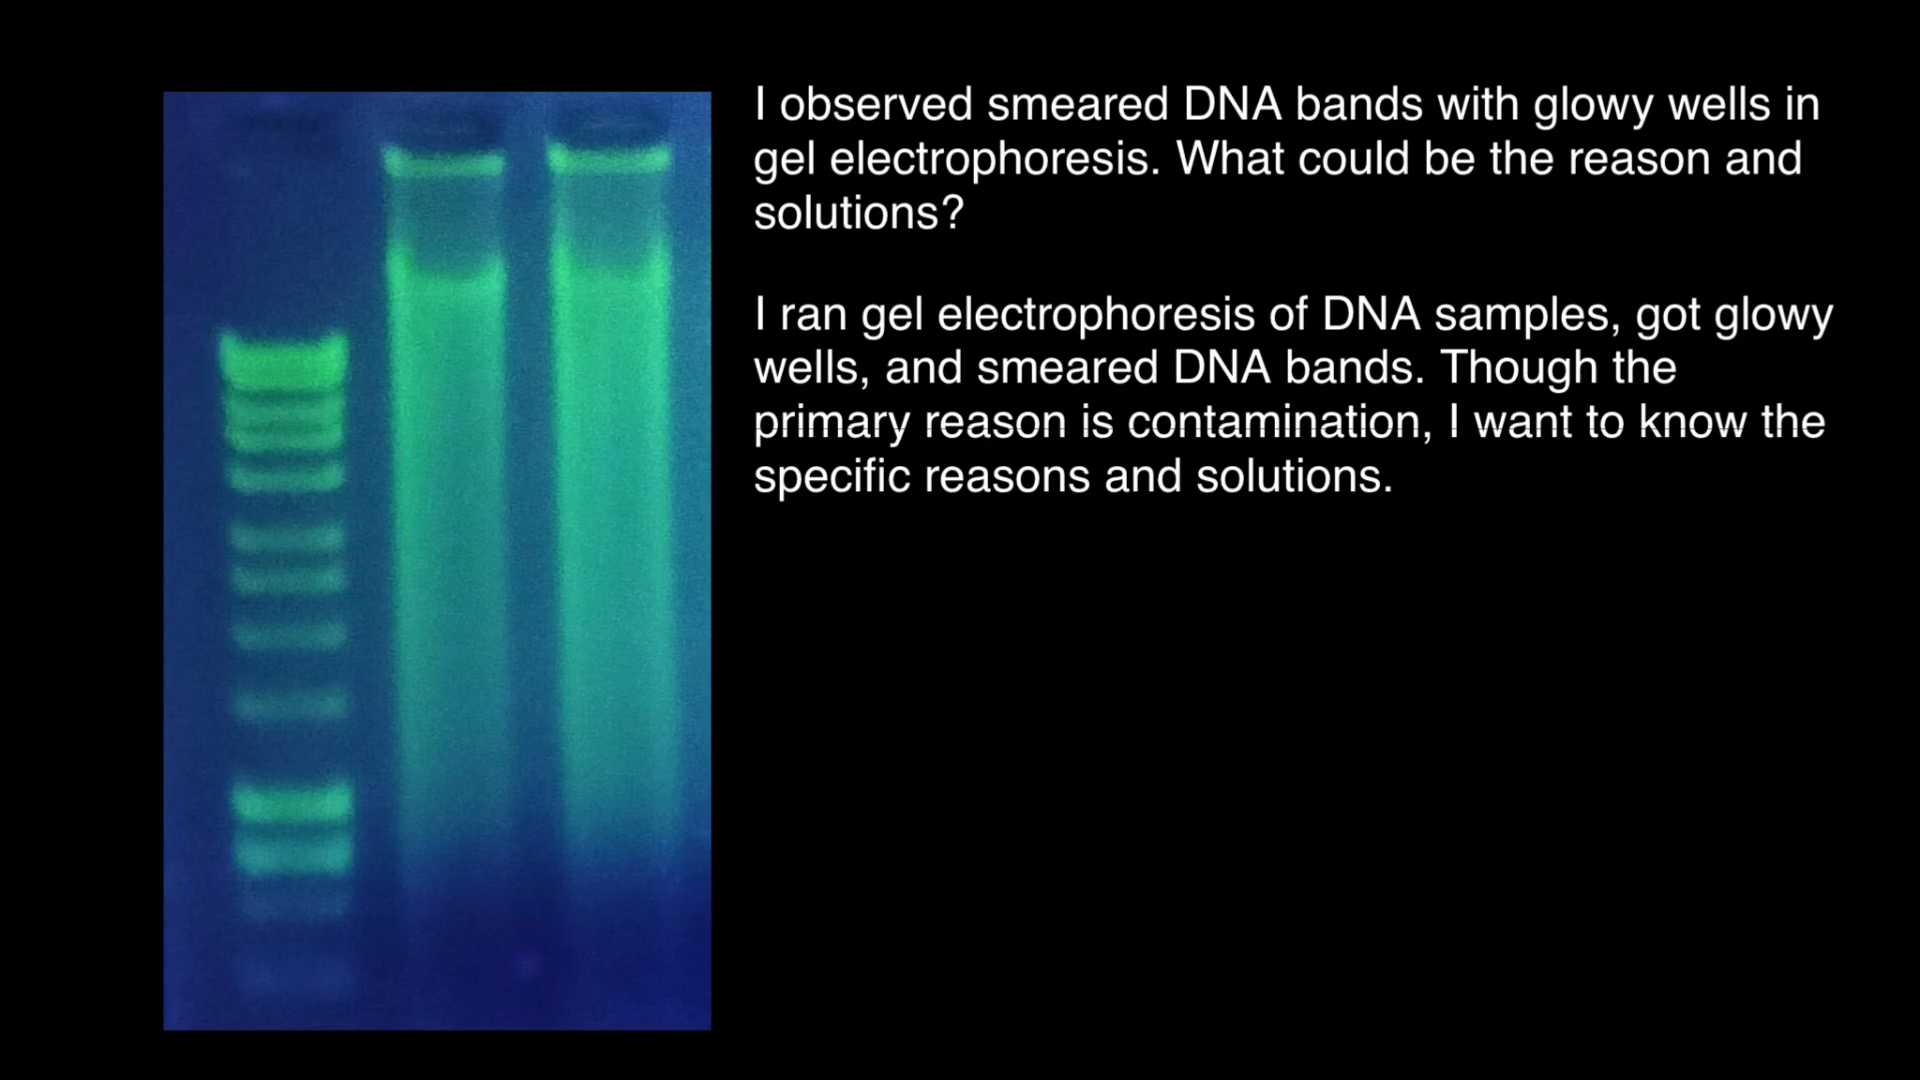 I observed smeared DNA bands with glowy wells in
gel electrophoresis. What could be the reason and
solutions?
I ran gel electrophoresis of DNA samples, got glowy
wells, and smeared DNA bands. Though the
primary reason is contamination, I want to know the
specific reasons and solutions.